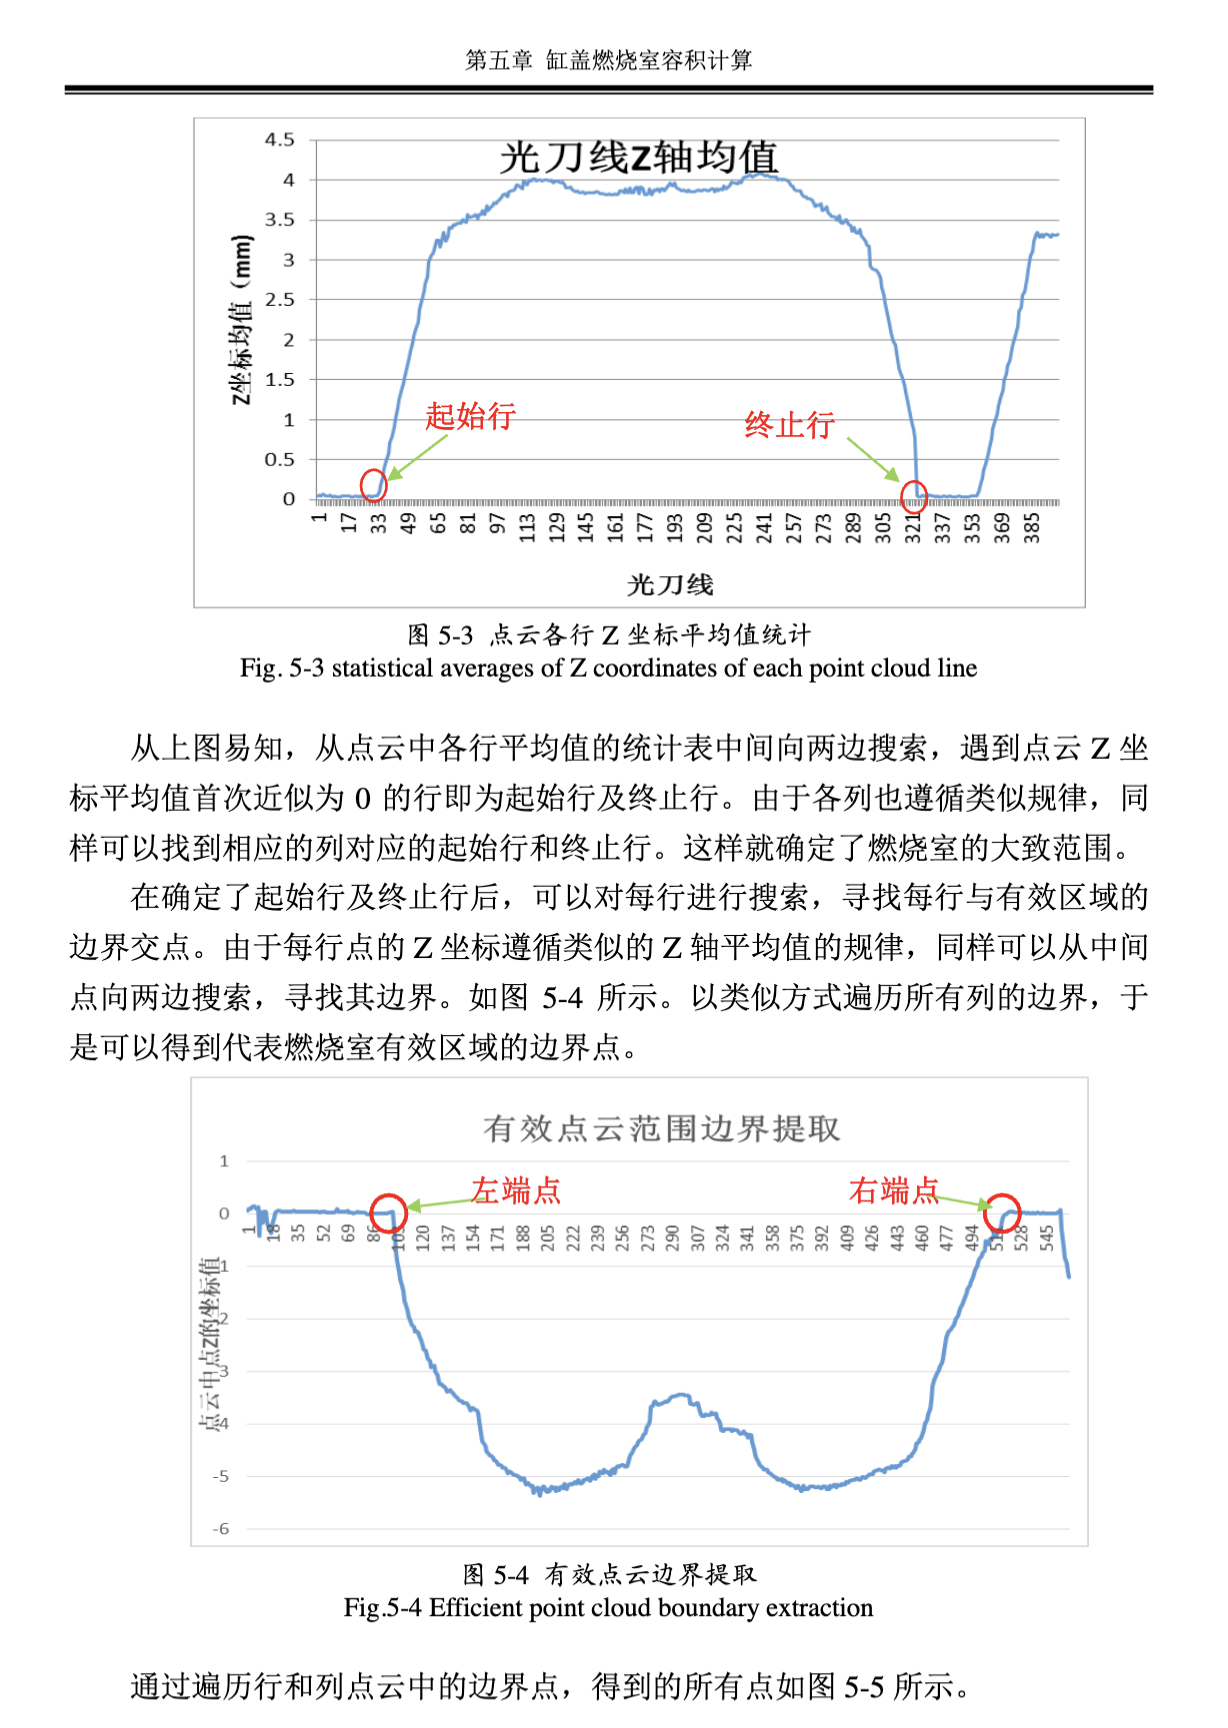 第五章 缸盖燃烧室容积计算
光刀线Z轴均值
4.5
4
3.5
3
2.5
2
1.5
1
0.5
0
Z坐标均值（mm）
起始行
终止行
1 17 33 49 65 81 97 113 129 145 161 177 193 209 225 241 257 273 289 305 321 337 353 369 385
光刀线
图 5-3 点云各行 Z 坐标平均值统计
Fig. 5-3 statistical averages of Z coordinates of each point cloud line
从上图易知，从点云中各行平均值的统计表中间向两边搜索，遇到点云 Z 坐
标平均值首次近似为 0 的行即为起始行及终止行。由于各列也遵循类似规律，同
样可以找到相应的列对应的起始行和终止行。这样就确定了燃烧室的大致范围。
在确定了起始行及终止行后，可以对每行进行搜索，寻找每行与有效区域的
边界交点。由于每行点的 Z 坐标遵循类似的 Z 轴平均值的规律，同样可以从中间
点向两边搜索，寻找其边界。如图 5-4 所示。以类似方式遍历所有列的边界，于
是可以得到代表燃烧室有效区域的边界点。
有效点云范围边界提取
左端点
右端点
1
0
-5
-6
点云中点Z的坐标值
1 18 35 52 69 86 103 120 137 154 171 188 205 222 239 256 273 290 307 324 341 358 375 392 409 426 443 460 477 494 528 545
图 5-4 有效点云边界提取
Fig.5-4 Efficient point cloud boundary extraction
通过遍历行和列点云中的边界点，得到的所有点如图 5-5 所示。